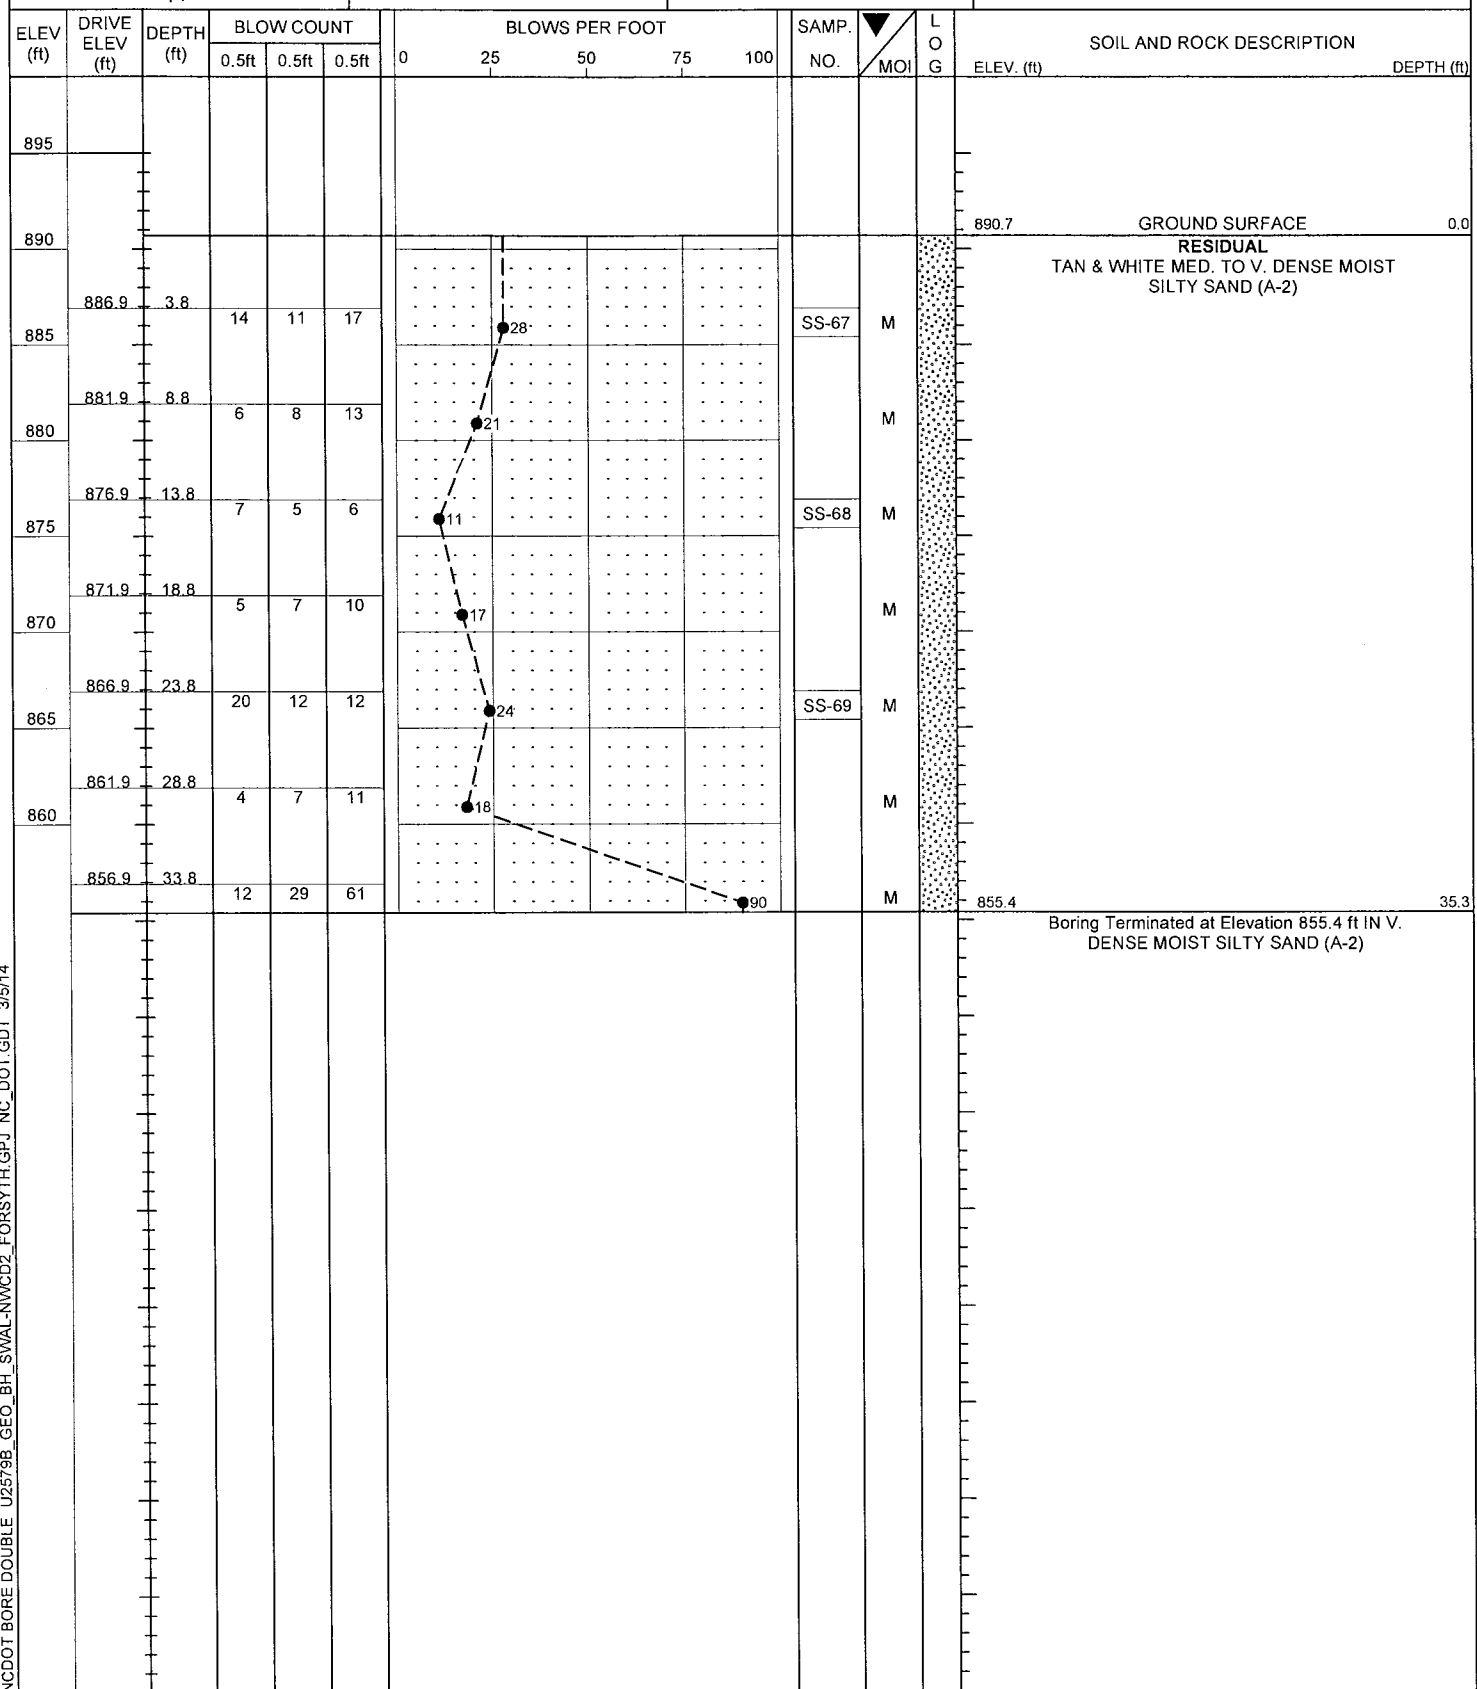 ELEV (ft) DRIVE ELEV (ft) DEPTH (ft) BLOW COUNT BLOWS PER FOOT SAMP. NO. MOI LOG SOIL AND ROCK DESCRIPTION
0.5ft 0.5ft 0.5ft 0 25 50 75 100 ELEV. (ft) DEPTH (ft)
895
890.7 GROUND SURFACE 0.0
890
RESIDUAL
TAN & WHITE MED. TO V. DENSE MOIST
SILTY SAND (A-2)
886.9 3.8
14 11 17 28 SS-67 M
885
881.9 8.8
6 8 13 21 M
880
876.9 13.8
7 5 6 11 SS-68 M
875
871.9 18.8
5 7 10 17 M
870
866.9 23.8
20 12 12 24 SS-69 M
865
861.9 28.8
4 7 11 18 M
860
856.9 33.8
12 29 61 90 M
855.4 35.3
Boring Terminated at Elevation 855.4 ft IN V.
DENSE MOIST SILTY SAND (A-2)
NCDOT BORE DOUBLE U2579B_GEO_BH_SWAL-NWCD2_FORSYTH.GPJ NC_DOT.GDT 3/5/14